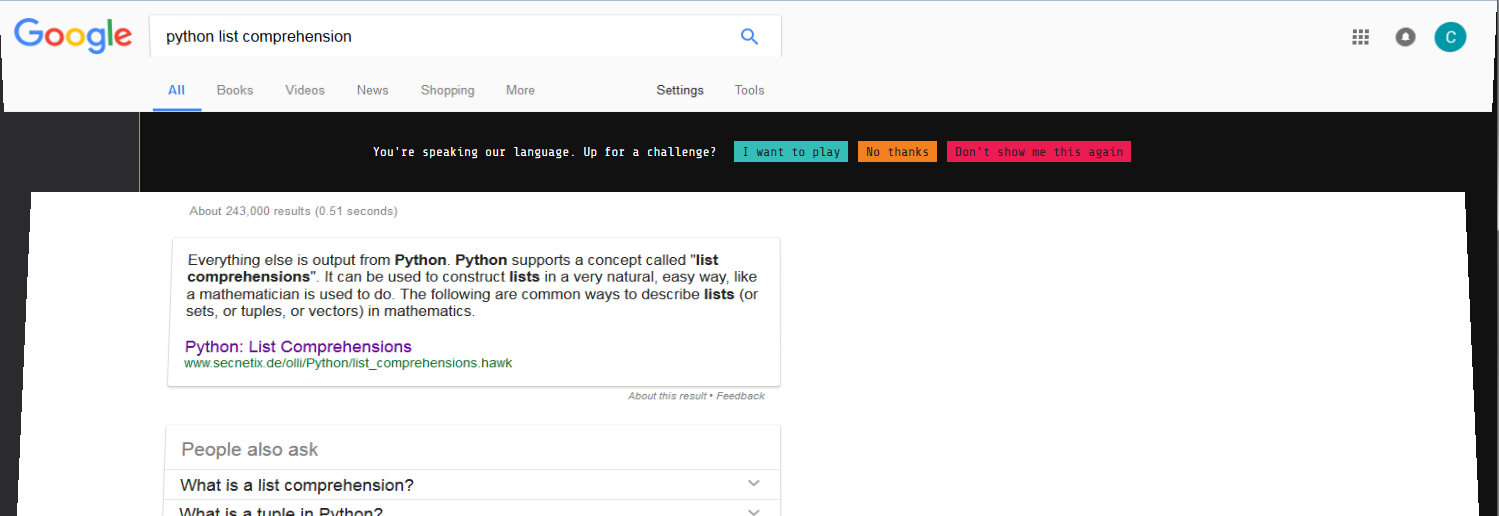 Google python list comprehension C
All Books Videos News Shopping More Settings Tools
You're speaking our language. Up for a challenge? I want to play No thanks Don't show me this again
About 243,000 results (0.51 seconds)
Everything else is output from Python. Python supports a concept called "list
comprehensions". It can be used to construct lists in a very natural, easy way, like
a mathematician is used to do. The following are common ways to describe lists (or
sets, or tuples, or vectors) in mathematics.
Python: List Comprehensions
www.secnetix.de/olli/Python/list_comprehensions.hawk
About this result • Feedback
People also ask
What is a list comprehension?
What is a tuple in Python?